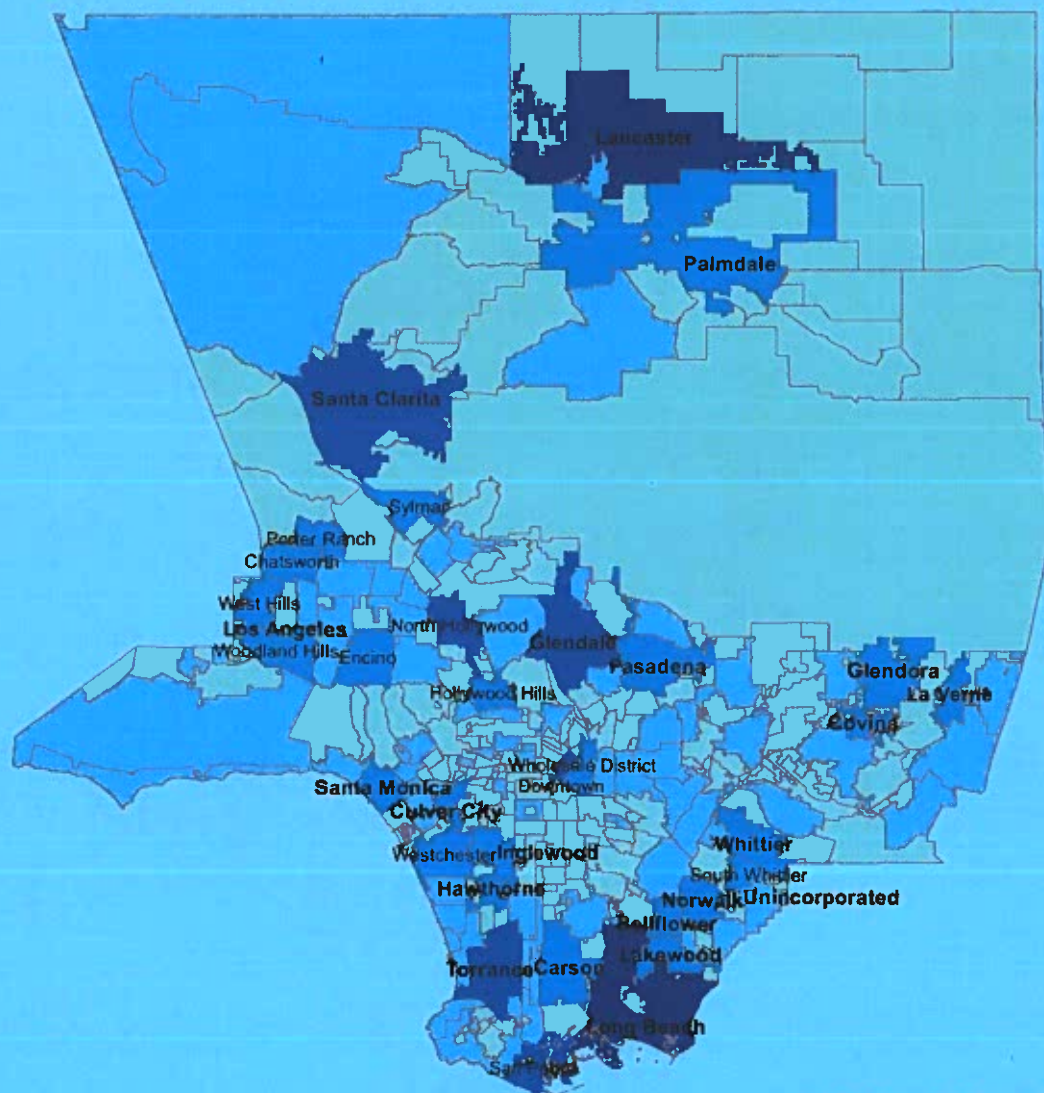 Lancaster
Palmdale
Santa Clarita
Sylmar
Porter Ranch
Chatsworth
West Hills
Los Angeles
North Hollywood
Woodland Hills
Encino
Glendale
Pasadena
Glendora
La Verne
Hollywood Hills
Covina
Wholesale District
Downtown
Santa Monica
Culver City
Westchester
Inglewood
Whittier
South Whittier
Hawthorne
Norwalk
Unincorporated
Bellflower
Lakewood
Torrance
Carson
Long Beach
San Pedro